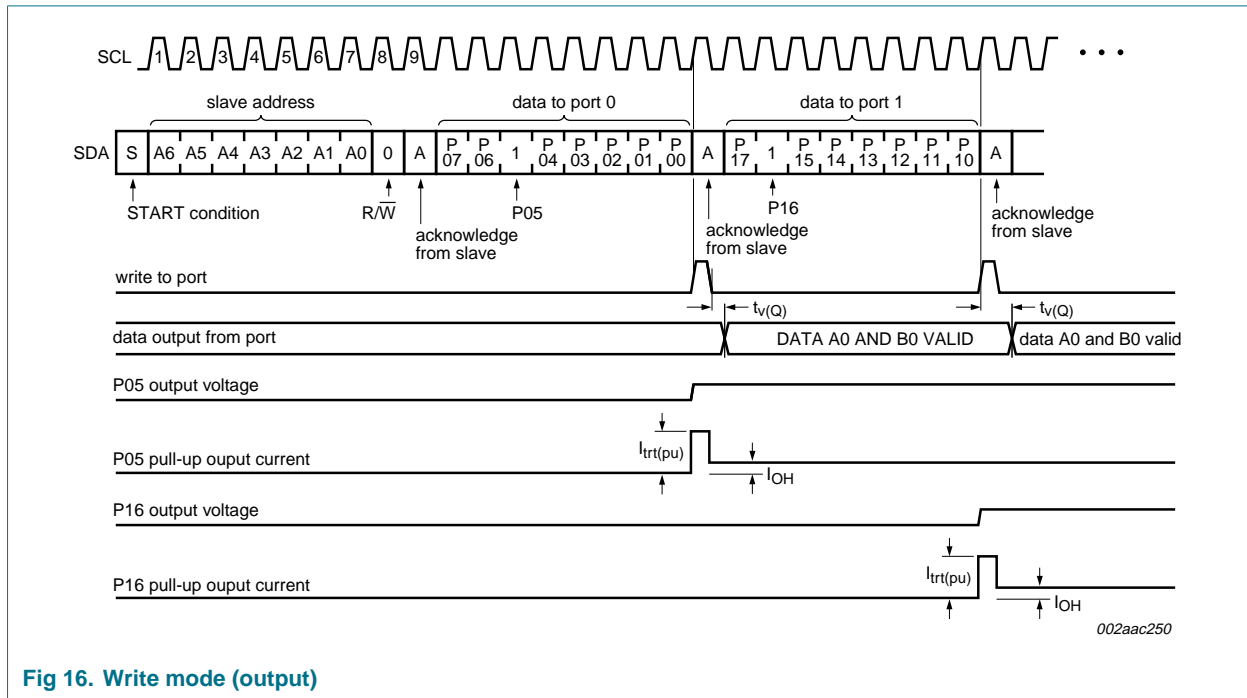 SCL 1 2 3 4 5 6 7 8 9
slave address data to port 0 data to port 1
SDA S A6 A5 A4 A3 A2 A1 A0 0 A P07 P06 1 P04 P03 P02 P01 P00 A P17 1 P15 P14 P13 P12 P11 P10 A
START condition R/W P05 P16
acknowledge from slave acknowledge from slave acknowledge from slave
write to port
tv(Q) tv(Q)
data output from port DATA A0 AND B0 VALID data A0 and B0 valid
P05 output voltage
Itrt(pu)
P05 pull-up ouput current
IOH
P16 output voltage
Itrt(pu)
P16 pull-up ouput current
IOH
002aac250
Fig 16. Write mode (output)